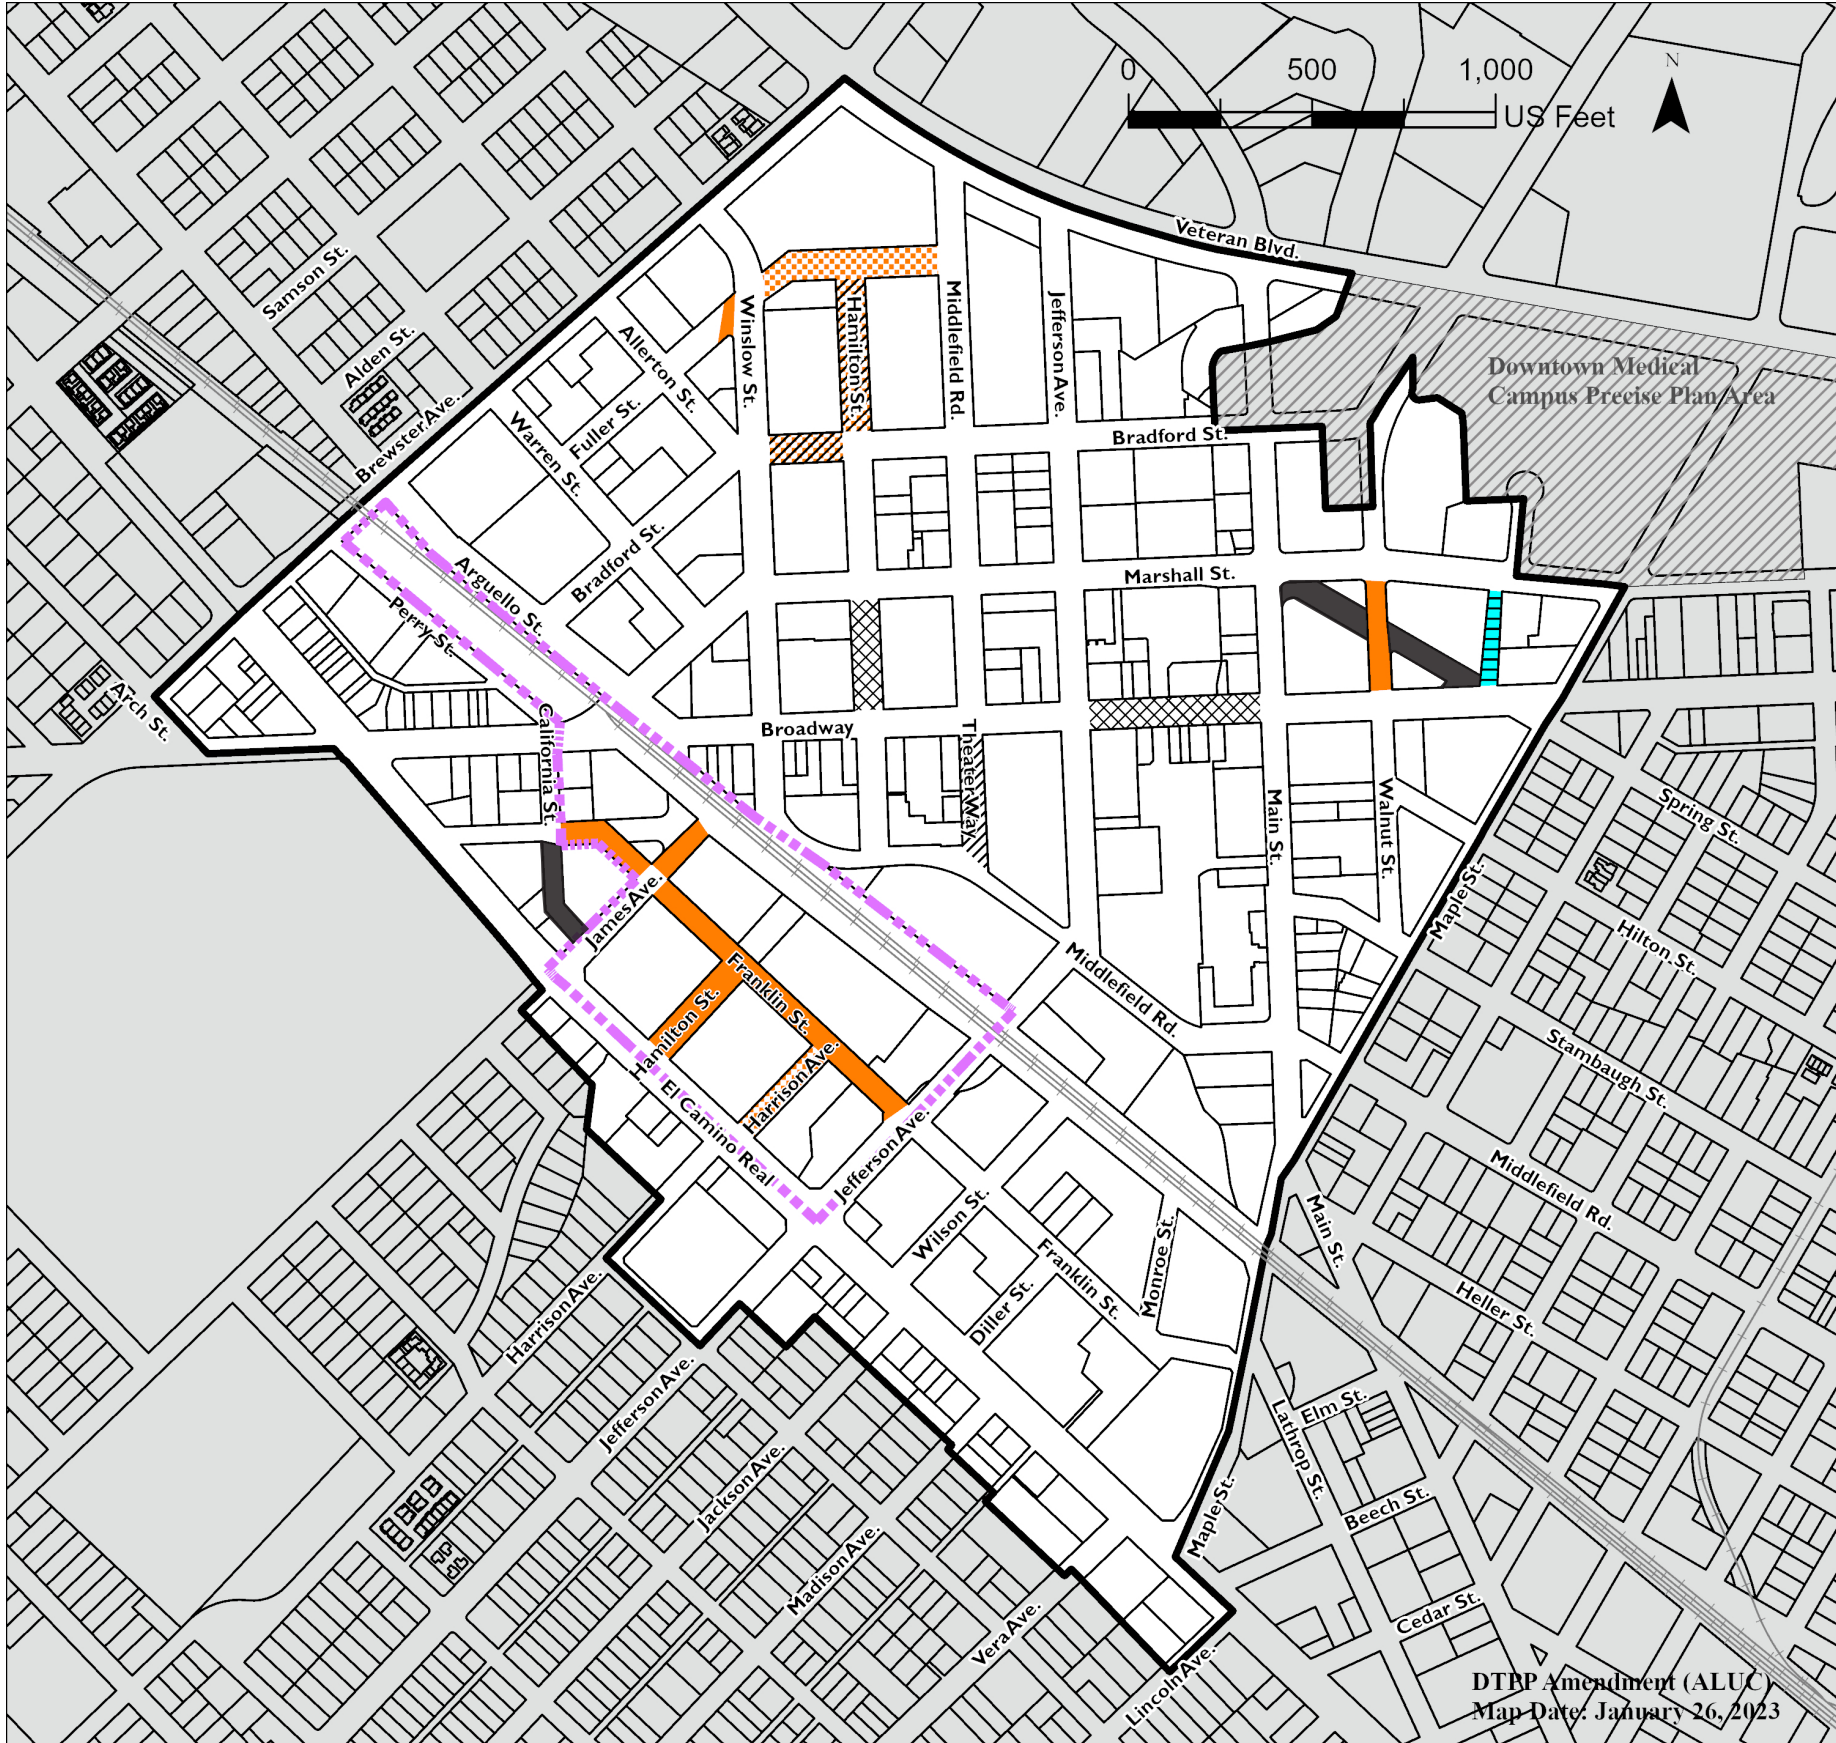 N
0 500 1,000
US Feet
Veteran Blvd.
Samson St.
Alden St.
Brewster Ave.
Allerton St.
Fuller St.
Warren St.
Winslow St.
Hamilton St.
Middlefield Rd.
Jefferson Ave.
Downtown Medical
Campus Precise Plan Area
Bradford St.
Bradford St.
Marshall St.
Arguello St.
Perry St.
Arch St.
California St.
Broadway
Theater Way
Main St.
Walnut St.
Maple St.
Spring St.
Hilton St.
Stambaugh St.
Middlefield Rd.
James Ave.
Franklin St.
Hamilton St.
Harrison Ave.
El Camino Real
Jefferson Ave.
Middlefield Rd.
Wilson St.
Franklin St.
Diller St.
Monroe St.
Main St.
Heller St.
Harrison Ave.
Jefferson Ave.
Jackson Ave.
Madison Ave.
Vera Ave.
Lincoln Ave.
Maple St.
Lathrop St.
Elm St.
Beech St.
Cedar St.
DTPP Amendment (ALUC)
Map Date: January 26, 2023